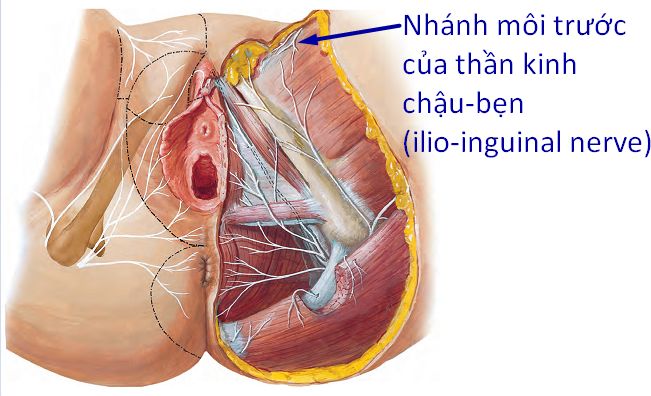 Nhánh môi trước
của thần kinh
chậu-bẹn
(ilio-inguinal nerve)